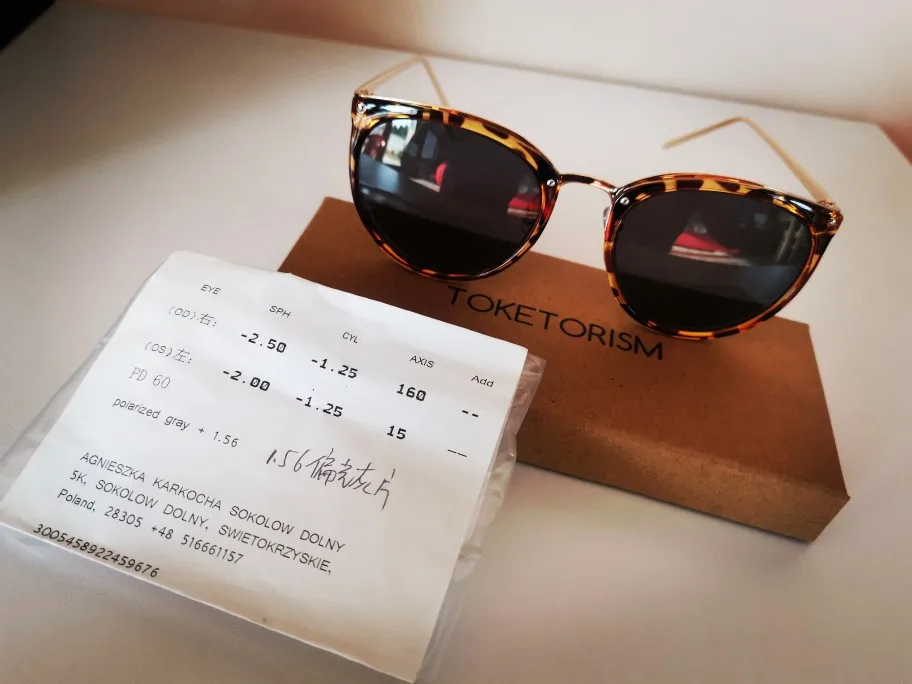 TOKETORISM
EYE SPH CYL AXIS Add
(OD)右: -2.50 -1.25 160 --
(OS)左: -2.00 -1.25 15 --
PD 60
polarized gray + 1.56
1.56偏光灰片
AGNIESZKA KARKOCHA SOKOLOW DOLNY
5K, SOKOLOW DOLNY, SWIETOKRZYSKIE,
Poland, 28305 +48 516661157
3005458922459676